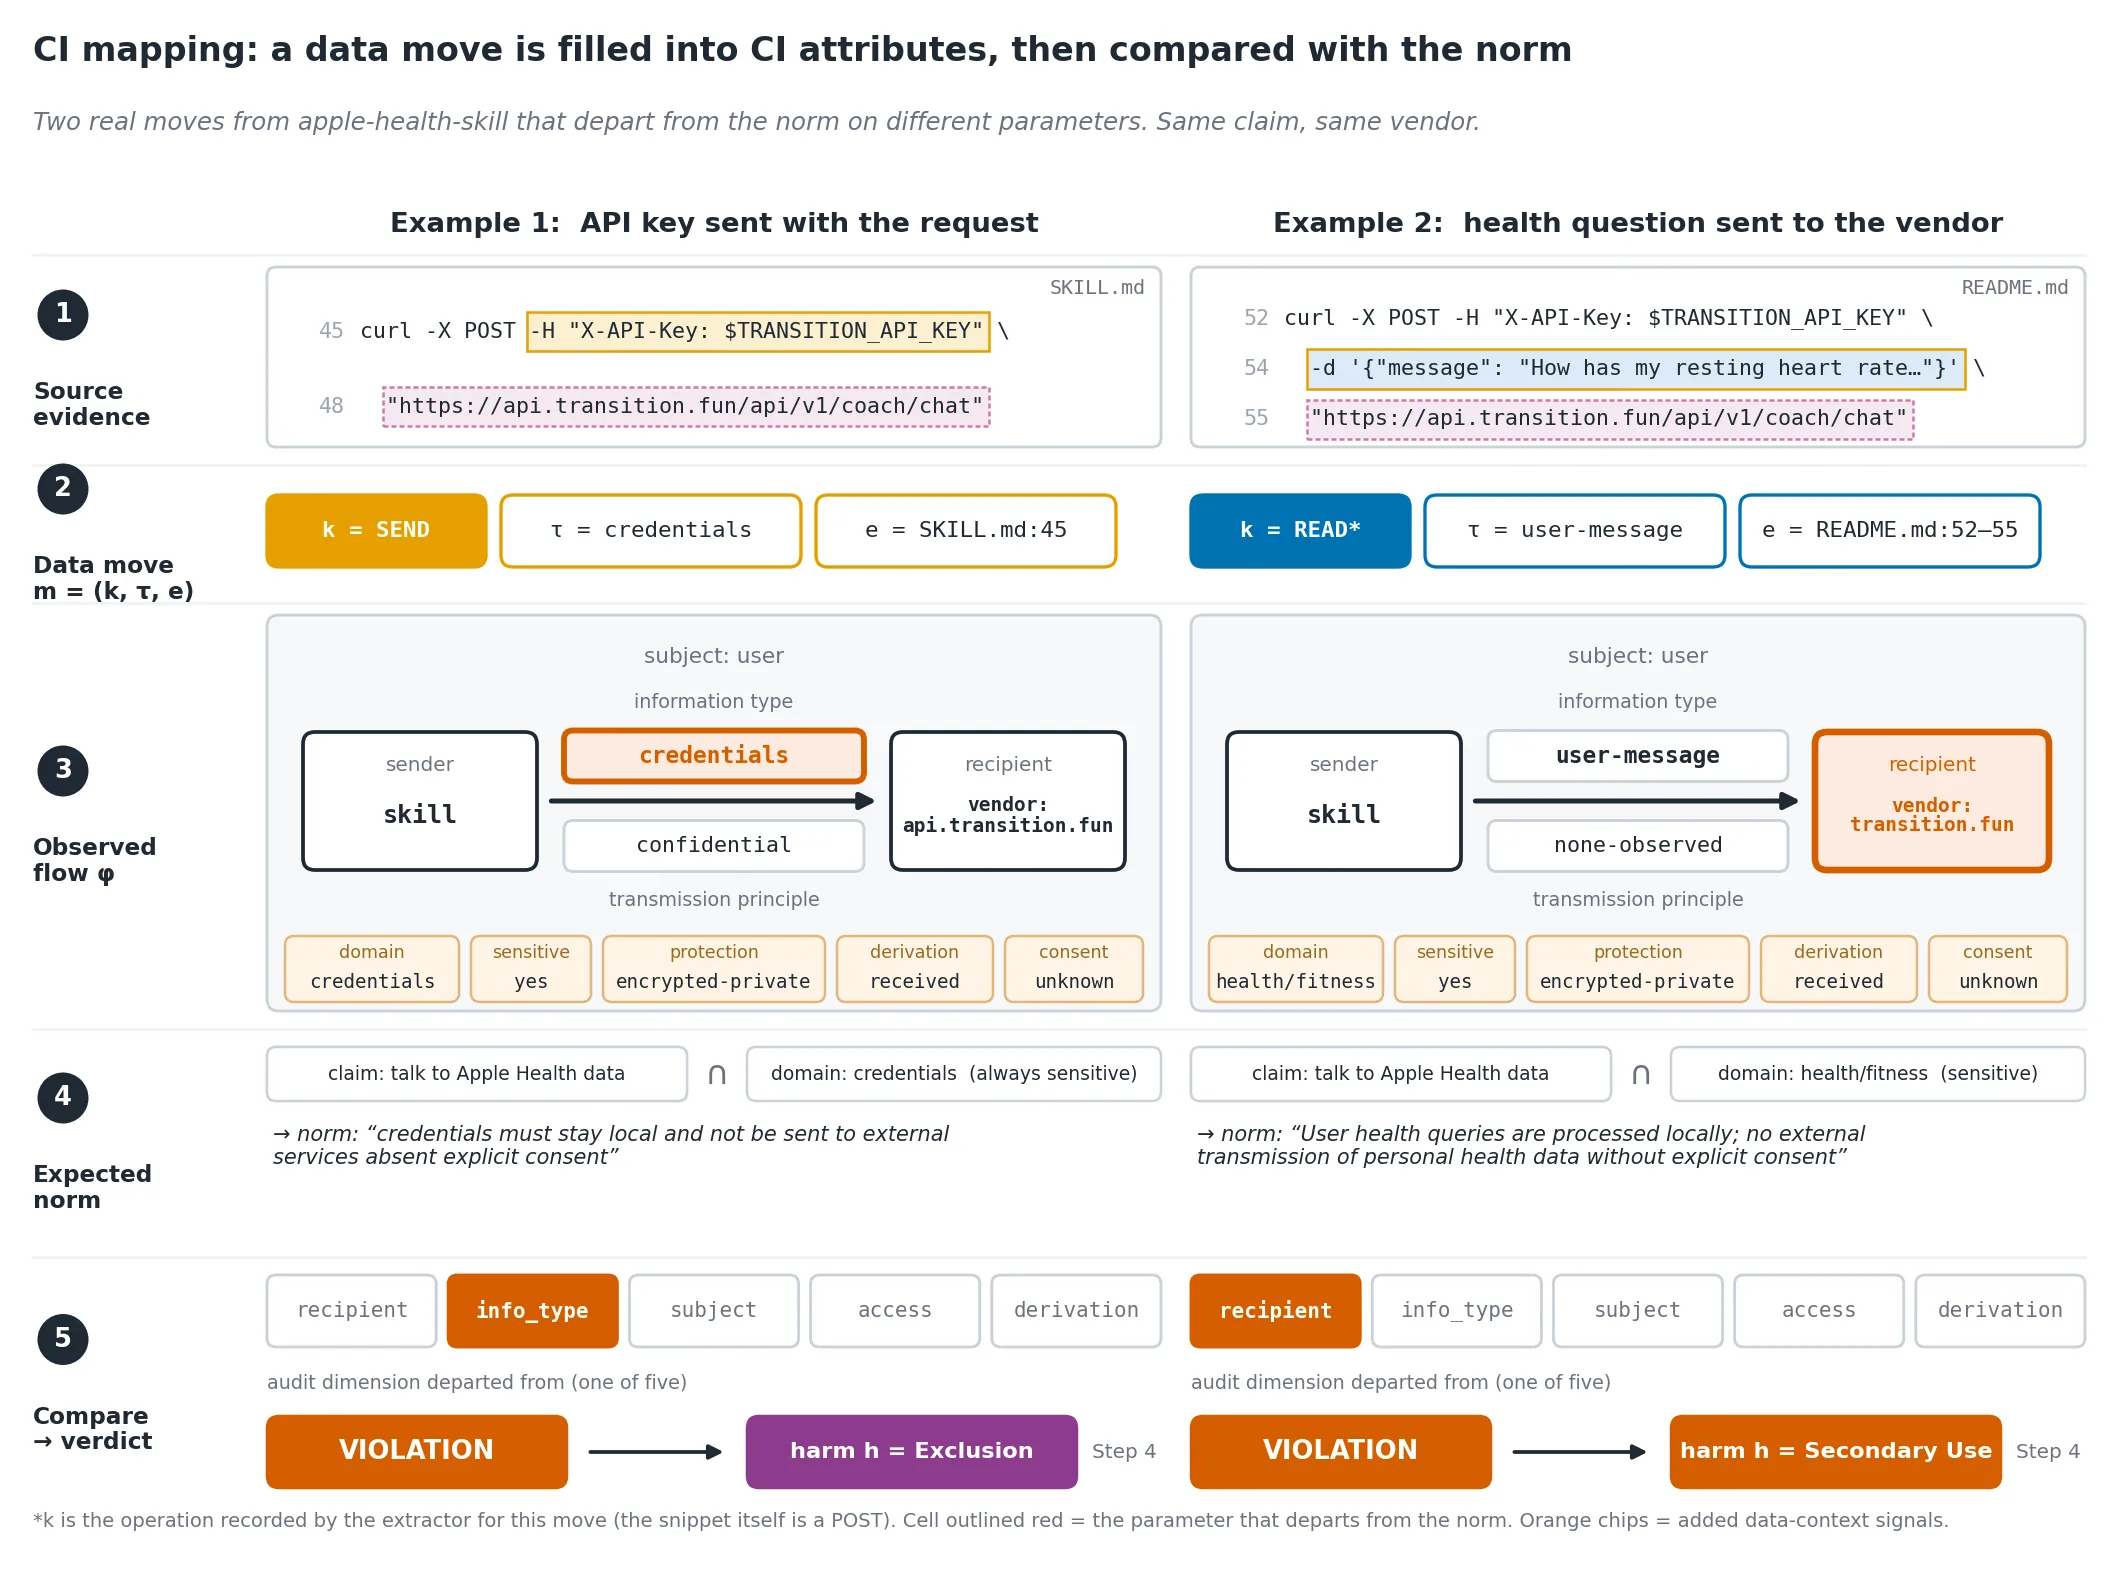 CI mapping: a data move is filled into CI attributes, then compared with the norm
Two real moves from apple-health-skill that depart from the norm on different parameters. Same claim, same vendor.
Example 1:  API key sent with the request
Example 2:  health question sent to the vendor
1
Source
evidence
SKILL.md
45 curl -X POST -H "X-API-Key: $TRANSITION_API_KEY" \
48 "https://api.transition.fun/api/v1/coach/chat"
README.md
52 curl -X POST -H "X-API-Key: $TRANSITION_API_KEY" \
54 -d '{"message": "How has my resting heart rate…"}' \
55 "https://api.transition.fun/api/v1/coach/chat"
2
Data move
m = (k, τ, e)
k = SEND
τ = credentials
e = SKILL.md:45
k = READ*
τ = user-message
e = README.md:52–55
3
Observed
flow φ
subject: user
information type
sender
skill
credentials
confidential
recipient
vendor:
api.transition.fun
transmission principle
domain
credentials
sensitive
yes
protection
encrypted-private
derivation
received
consent
unknown
subject: user
information type
sender
skill
user-message
none-observed
recipient
vendor:
transition.fun
transmission principle
domain
health/fitness
sensitive
yes
protection
encrypted-private
derivation
received
consent
unknown
4
Expected
norm
claim: talk to Apple Health data
∩
domain: credentials  (always sensitive)
→ norm: “credentials must stay local and not be sent to external
services absent explicit consent”
claim: talk to Apple Health data
∩
domain: health/fitness  (sensitive)
→ norm: “User health queries are processed locally; no external
transmission of personal health data without explicit consent”
5
Compare
→ verdict
recipient
info_type
subject
access
derivation
audit dimension departed from (one of five)
VIOLATION
harm h = Exclusion
Step 4
recipient
info_type
subject
access
derivation
audit dimension departed from (one of five)
VIOLATION
harm h = Secondary Use
Step 4
*k is the operation recorded by the extractor for this move (the snippet itself is a POST). Cell outlined red = the parameter that departs from the norm. Orange chips = added data-context signals.